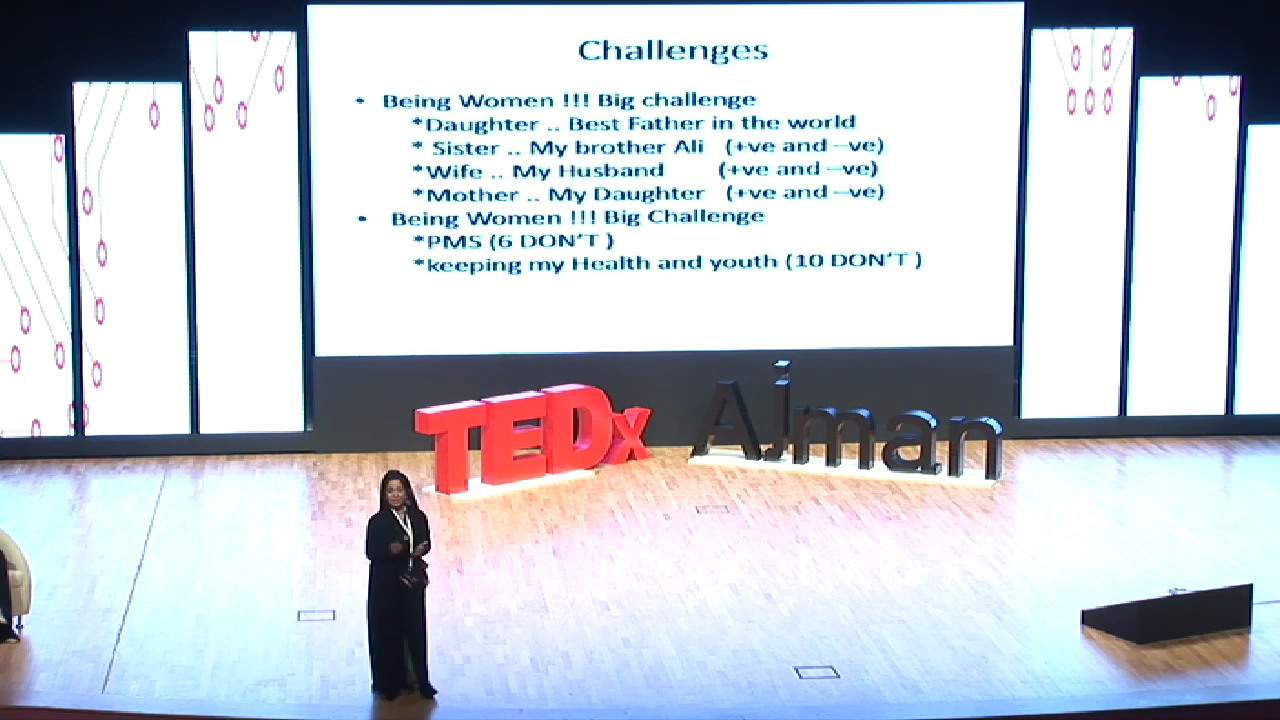 Challenges
• Being Women !!! Big challenge
*Daughter .. Best Father in the world
* Sister .. My brother Ali (+ve and –ve)
*Wife .. My Husband (+ve and –ve)
*Mother .. My Daughter (+ve and –ve)
• Being Women !!! Big Challenge
*PMS (6 DON'T )
*keeping my Health and youth (10 DON'T )
TEDx Ajman